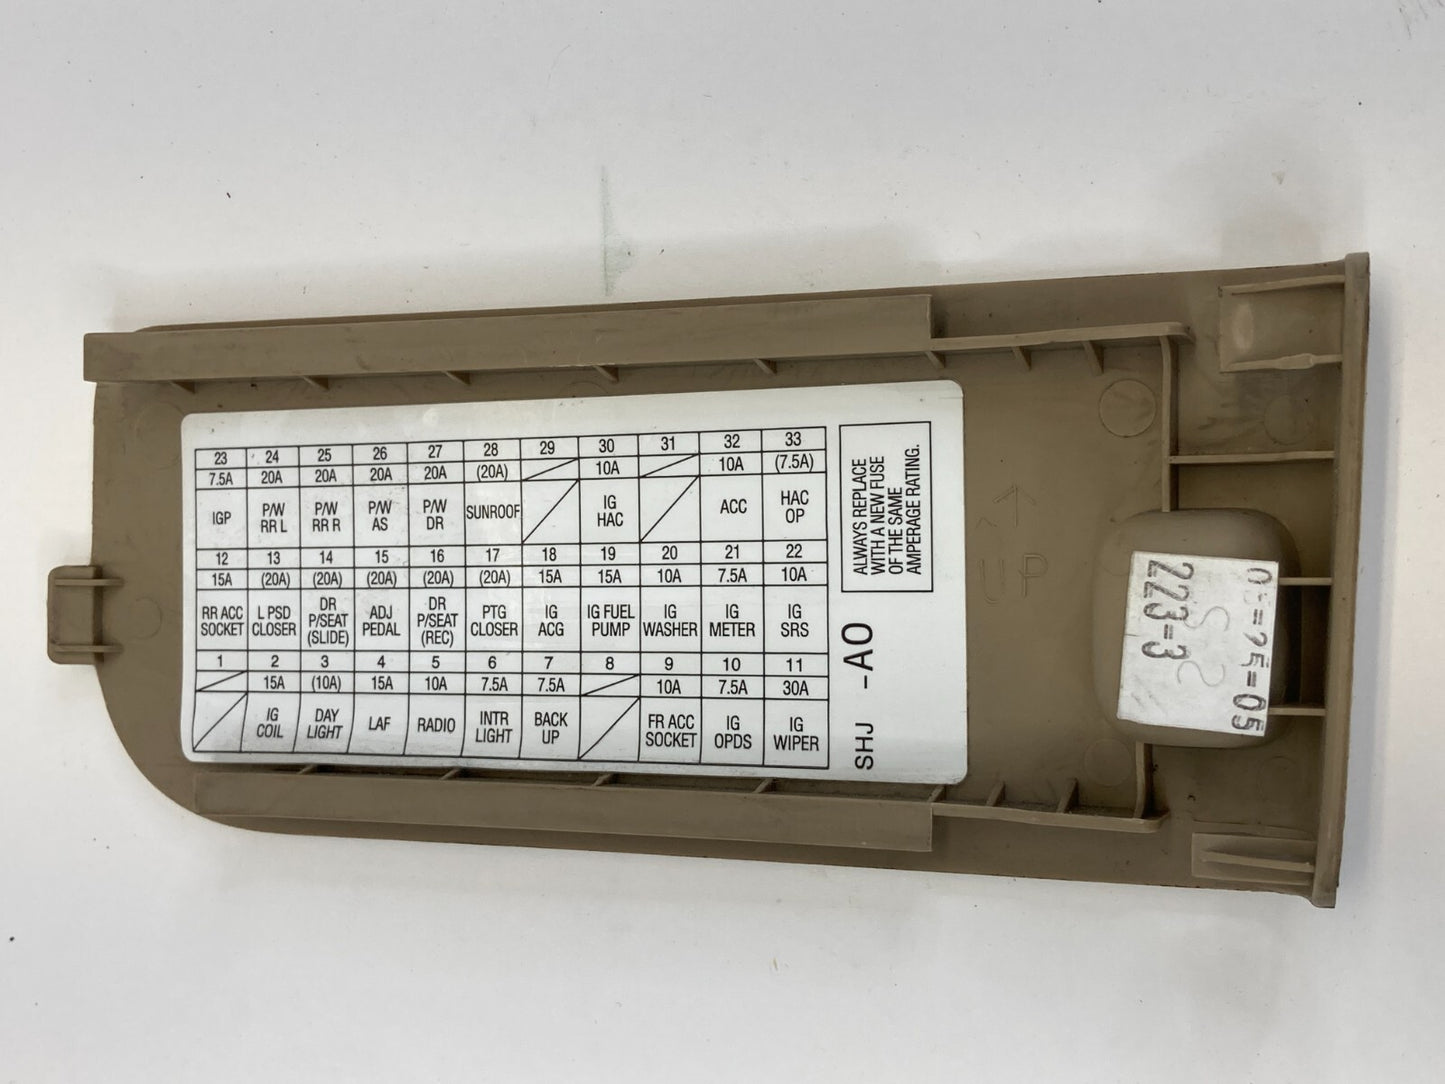 23 24 25 26 27 28 29 30 31 32 33
7.5A 20A 20A 20A 20A (20A) 10A 10A (7.5A)
IGP P/W P/W P/W P/W SUNROOF IG ACC HAC
RR L RR R AS DR HAC OP
12 13 14 15 16 17 18 19 20 21 22
15A (20A) (20A) (20A) (20A) (20A) 15A 15A 10A 7.5A 10A
RR ACC L PSD DR ADJ DR PTG IG IG FUEL IG IG IG
SOCKET CLOSER P/SEAT PEDAL P/SEAT CLOSER ACG PUMP WASHER METER SRS
(SLIDE) (REC)
1 2 3 4 5 6 7 8 9 10 11
15A (10A) 15A 10A 7.5A 7.5A 10A 7.5A 30A
IG DAY LAF RADIO INTR BACK FR ACC IG IG
COIL LIGHT LIGHT UP SOCKET OPDS WIPER
ALWAYS REPLACE
WITH A NEW FUSE
OF THE SAME
AMPERAGE RATING.
SHJ -A0
UP
223=3